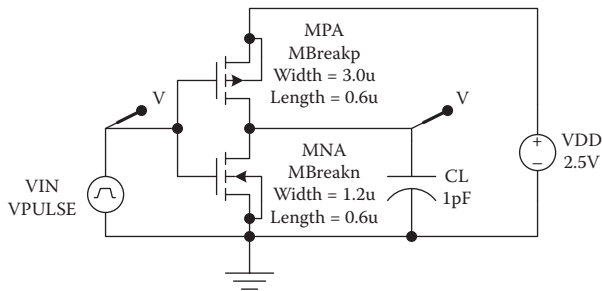 MPA
MBreakp
Width = 3.0u
Length = 0.6u
V
V
MNA
MBreakn
Width = 1.2u
Length = 0.6u
VIN
VPULSE
CL
1pF
+
−
VDD
2.5V